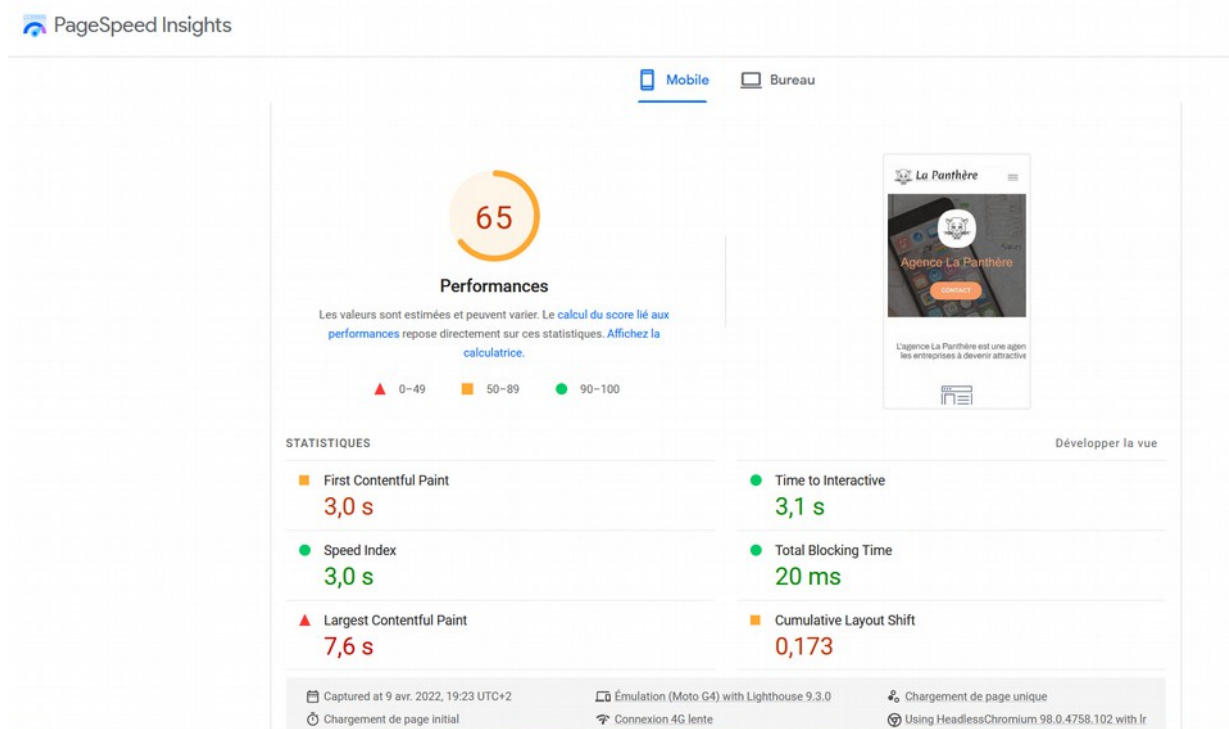 PageSpeed Insights
Mobile
Bureau
65
Performances
Les valeurs sont estimées et peuvent varier. Le calcul du score lié aux
performances repose directement sur ces statistiques. Affichez la
calculatrice.
0–49
50–89
90–100
La Panthère
Agence La Panthère
CONTACT
L'agence La Panthère est une agen
les entreprises à devenir attractive
STATISTIQUES
Développer la vue
First Contentful Paint
3,0 s
Time to Interactive
3,1 s
Speed Index
3,0 s
Total Blocking Time
20 ms
Largest Contentful Paint
7,6 s
Cumulative Layout Shift
0,173
Captured at 9 avr. 2022, 19:23 UTC+2
Émulation (Moto G4) with Lighthouse 9.3.0
Chargement de page unique
Chargement de page initial
Connexion 4G lente
Using HeadlessChromium 98.0.4758.102 with lr